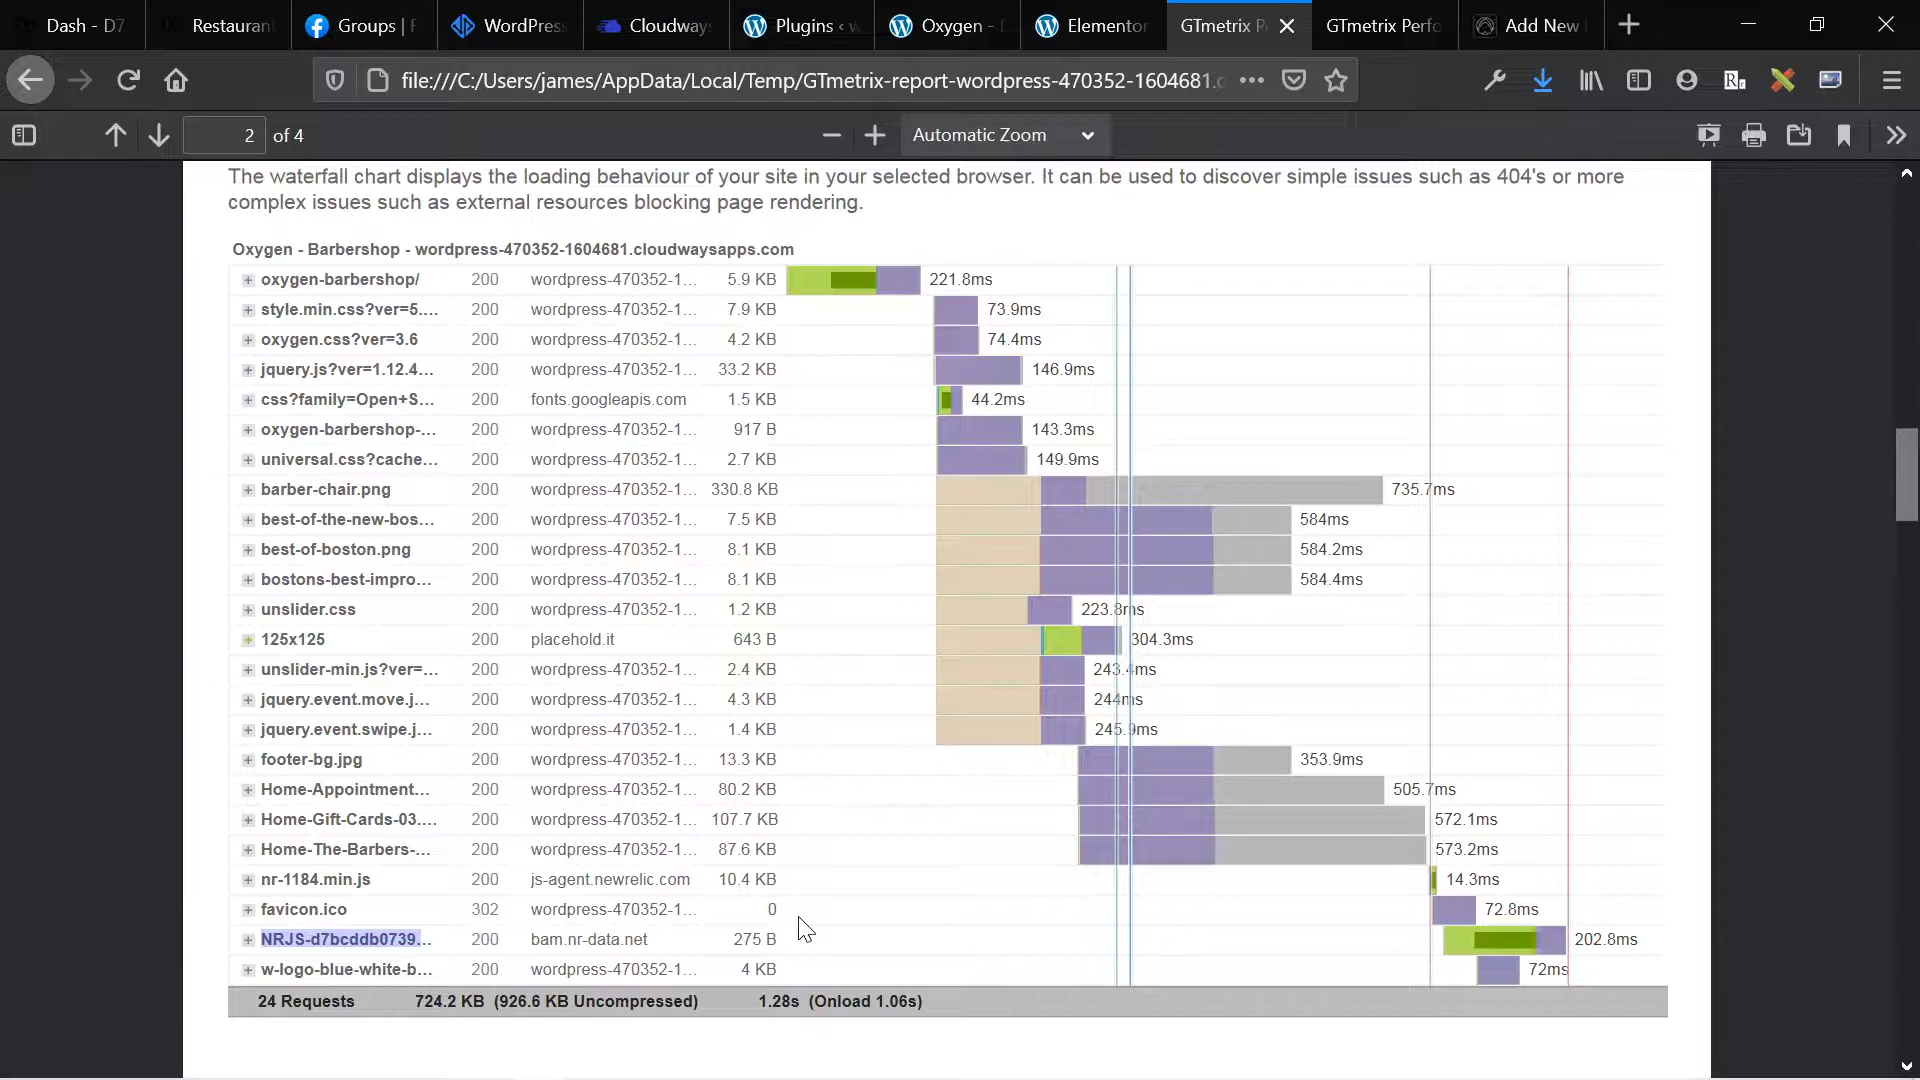 Dash - D7
Restauran
Groups | F
WordPress
Cloudways
Plugins ‹ w
Oxygen - D
Elementor
GTmetrix P
GTmetrix Perfo
Add New
file:///C:/Users/james/AppData/Local/Temp/GTmetrix-report-wordpress-470352-1604681.c
2 of 4
Automatic Zoom
The waterfall chart displays the loading behaviour of your site in your selected browser. It can be used to discover simple issues such as 404's or more
complex issues such as external resources blocking page rendering.
Oxygen - Barbershop - wordpress-470352-1604681.cloudwaysapps.com
oxygen-barbershop/ 200 wordpress-470352-1... 5.9 KB 221.8ms
style.min.css?ver=5.... 200 wordpress-470352-1... 7.9 KB 73.9ms
oxygen.css?ver=3.6 200 wordpress-470352-1... 4.2 KB 74.4ms
jquery.js?ver=1.12.4... 200 wordpress-470352-1... 33.2 KB 146.9ms
css?family=Open+S... 200 fonts.googleapis.com 1.5 KB 44.2ms
oxygen-barbershop-... 200 wordpress-470352-1... 917 B 143.3ms
universal.css?cache... 200 wordpress-470352-1... 2.7 KB 149.9ms
barber-chair.png 200 wordpress-470352-1... 330.8 KB 735.7ms
best-of-the-new-bos... 200 wordpress-470352-1... 7.5 KB 584ms
best-of-boston.png 200 wordpress-470352-1... 8.1 KB 584.2ms
bostons-best-impro... 200 wordpress-470352-1... 8.1 KB 584.4ms
unslider.css 200 wordpress-470352-1... 1.2 KB 223.8ms
125x125 200 placehold.it 643 B 304.3ms
unslider-min.js?ver=... 200 wordpress-470352-1... 2.4 KB 243.4ms
jquery.event.move.j... 200 wordpress-470352-1... 4.3 KB 244ms
jquery.event.swipe.j... 200 wordpress-470352-1... 1.4 KB 245.9ms
footer-bg.jpg 200 wordpress-470352-1... 13.3 KB 353.9ms
Home-Appointment... 200 wordpress-470352-1... 80.2 KB 505.7ms
Home-Gift-Cards-03.... 200 wordpress-470352-1... 107.7 KB 572.1ms
Home-The-Barbers-... 200 wordpress-470352-1... 87.6 KB 573.2ms
nr-1184.min.js 200 js-agent.newrelic.com 10.4 KB 14.3ms
favicon.ico 302 wordpress-470352-1... 0 72.8ms
NRJS-d7bcddb0739... 200 bam.nr-data.net 275 B 202.8ms
w-logo-blue-white-b... 200 wordpress-470352-1... 4 KB 72ms
24 Requests 724.2 KB (926.6 KB Uncompressed) 1.28s (Onload 1.06s)